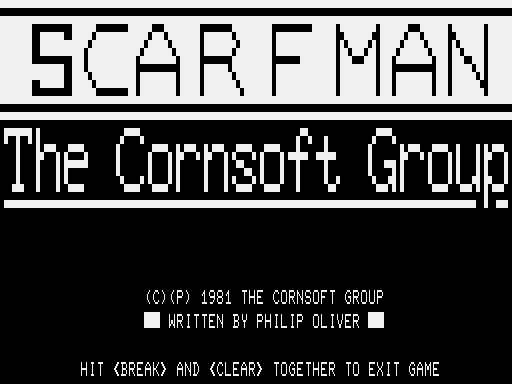 SCARFMAN
The Cornsoft Group
(C)(P) 1981 THE CORNSOFT GROUP
WRITTEN BY PHILIP OLIVER
HIT <BREAK> AND <CLEAR> TOGETHER TO EXIT GAME